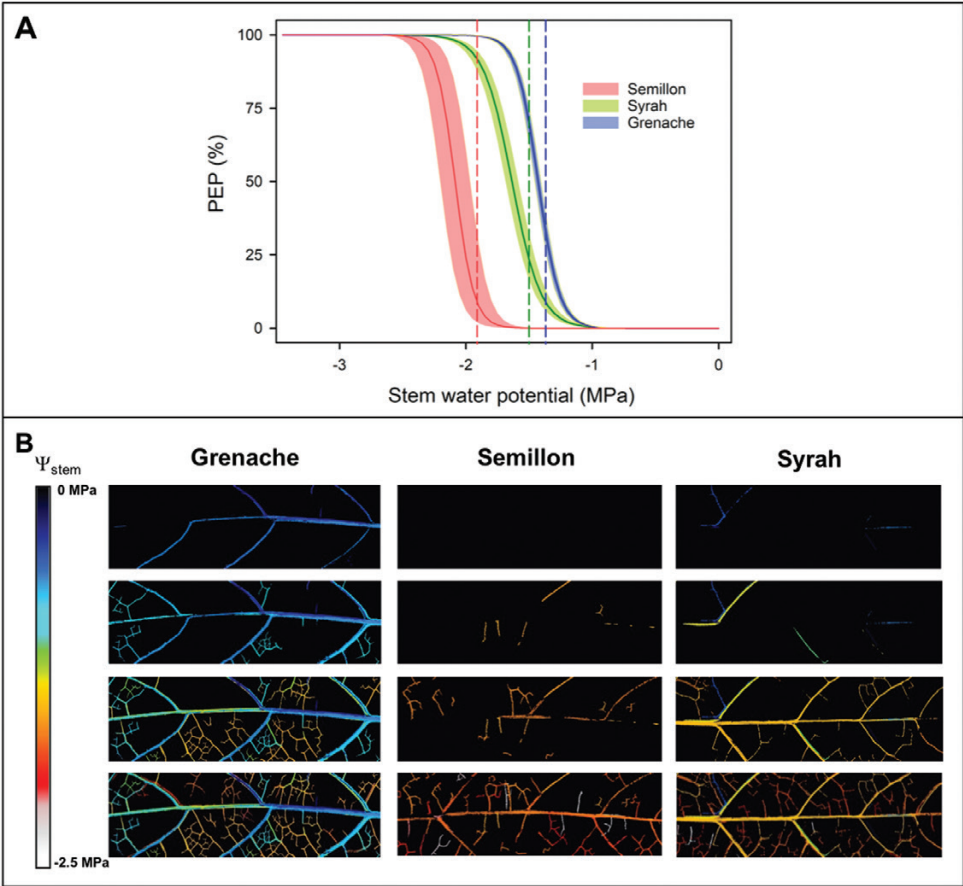 A
PEP (%)
100
75
50
25
0
Semillon
Syrah
Grenache
-3
-2
-1
0
Stem water potential (MPa)
B
Ψstem
Grenache
Semillon
Syrah
0 MPa
-2.5 MPa